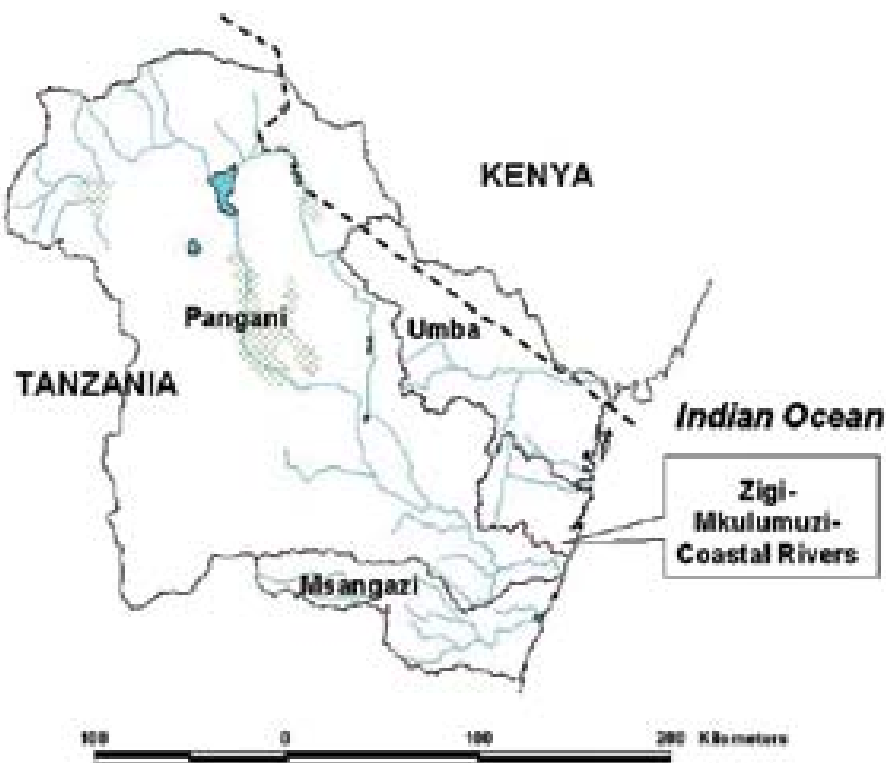 KENYA
Pangani
Umba
TANZANIA
Indian Ocean
Zigi-
Mkulumuzi-
Coastal Rivers
Msangazi
100 0 100 200 Kilometers